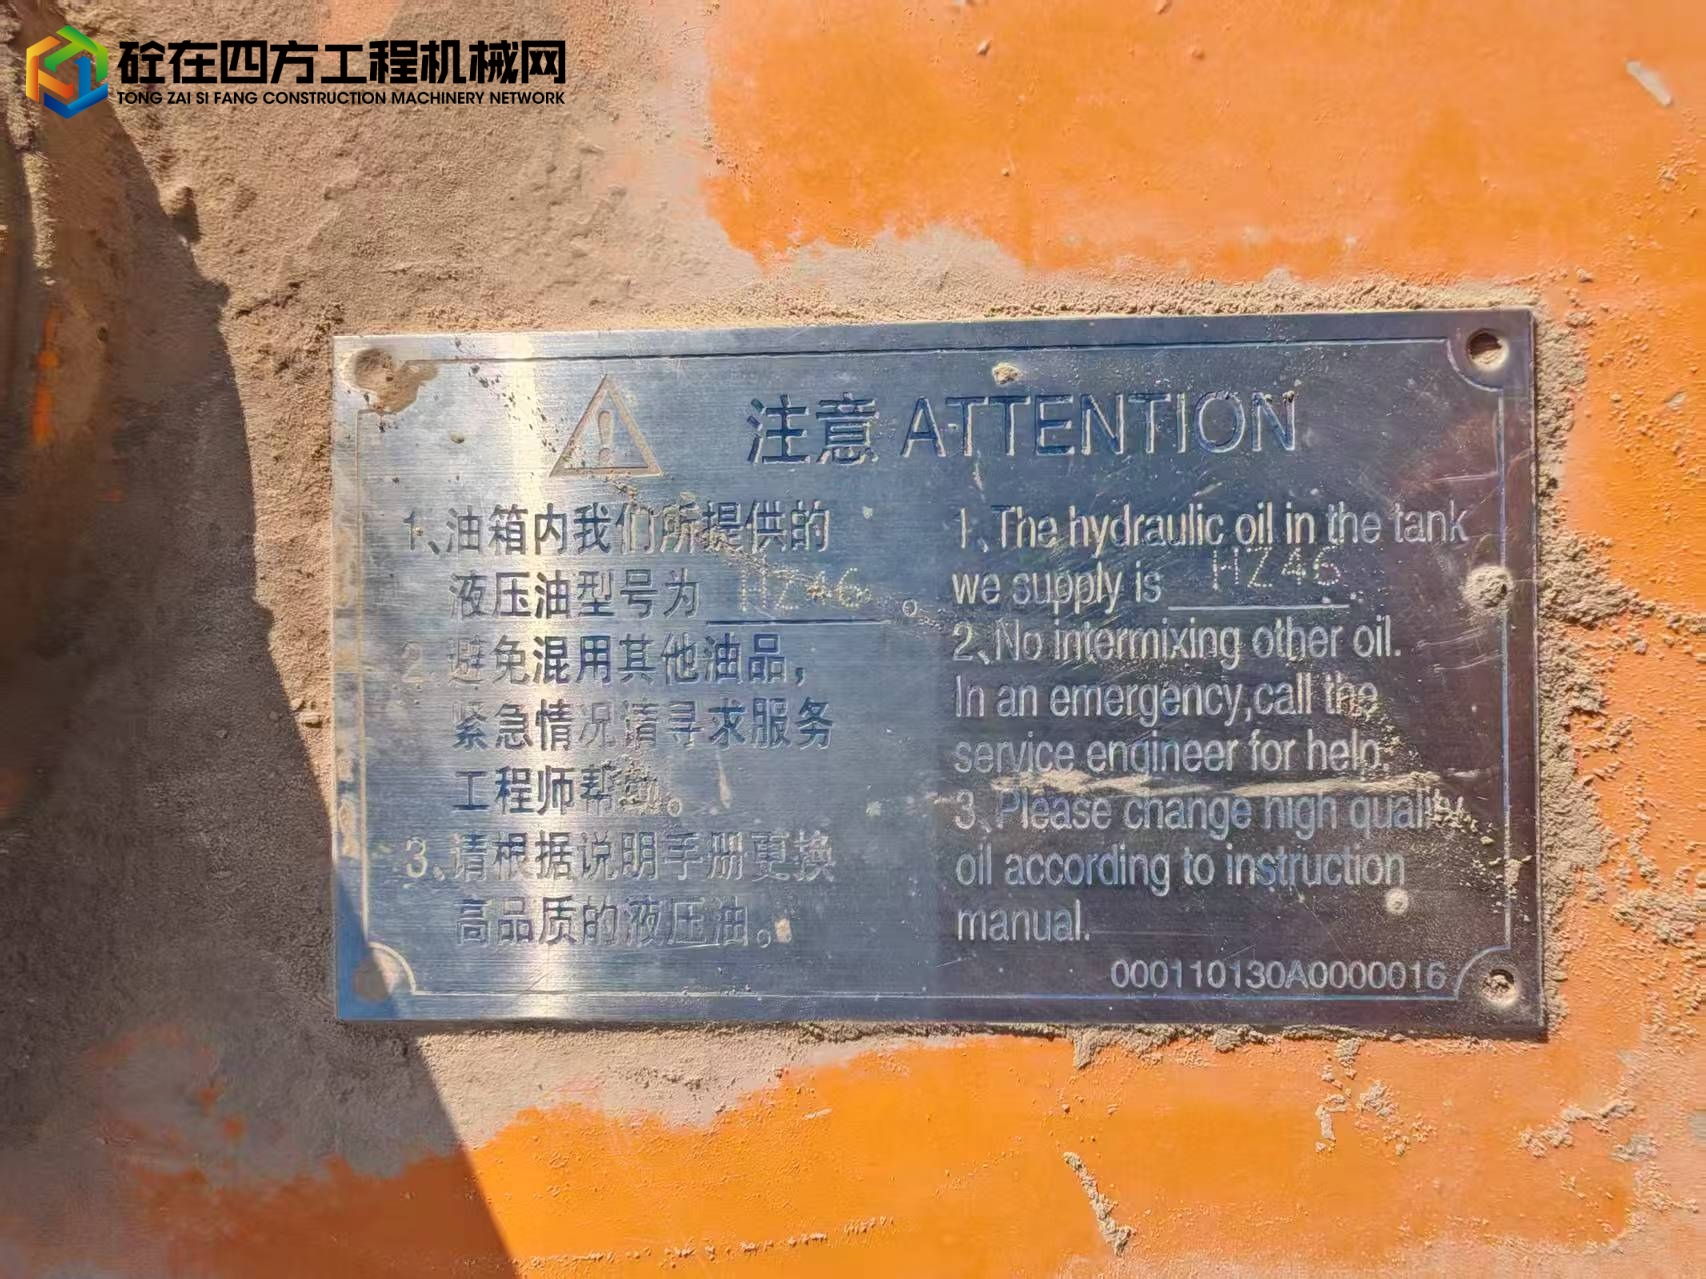 砼在四方工程机械网
TONG ZAI SI FANG CONSTRUCTION MACHINERY NETWORK
注意 ATTENTION
1、油箱内我们所提供的
液压油型号为 HZ46 。
2、避免混用其他油品，
紧急情况请寻求服务
工程师帮助。
3、请根据说明手册更换
高品质的液压油。
1、The hydraulic oil in the tank
we supply is HZ46.
2、No intermixing other oil.
In an emergency,call the
service engineer for help.
3、Please change high quality
oil according to instruction
manual.
000110130A0000016